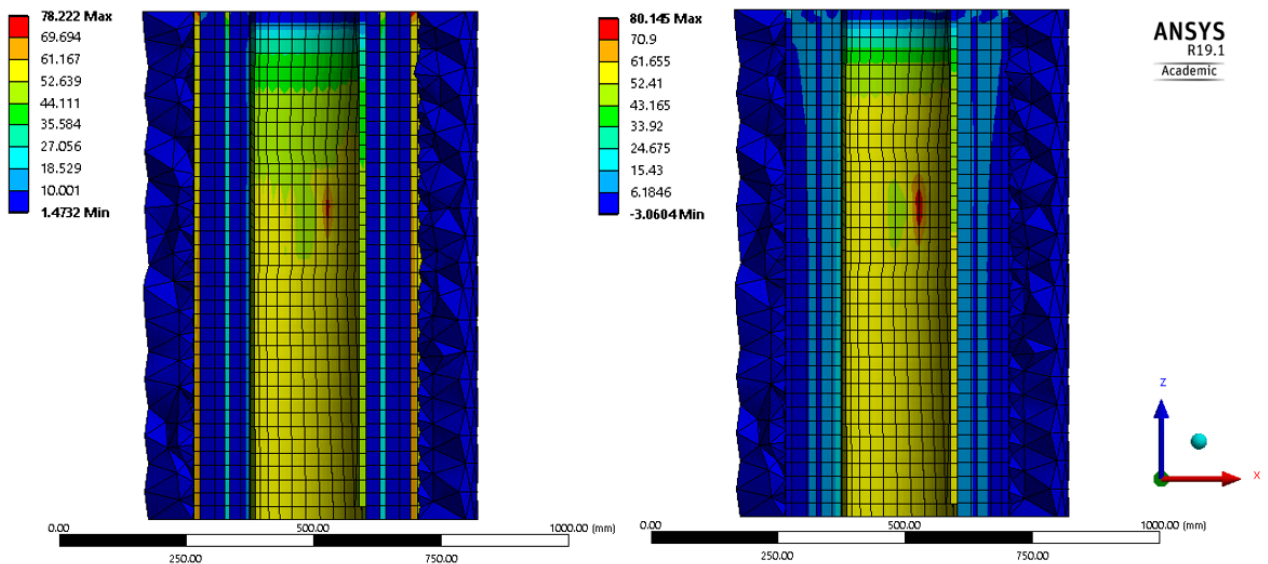 78.222 Max
69.694
61.167
52.639
44.111
35.584
27.056
18.529
10.001
1.4732 Min
0.00
500.00
1000.00 (mm)
250.00
750.00
80.145 Max
70.9
61.655
52.41
43.165
33.92
24.675
15.43
6.1846
-3.0604 Min
0.00
500.00
1000.00 (mm)
250.00
750.00
ANSYS
R19.1
Academic
Z
X